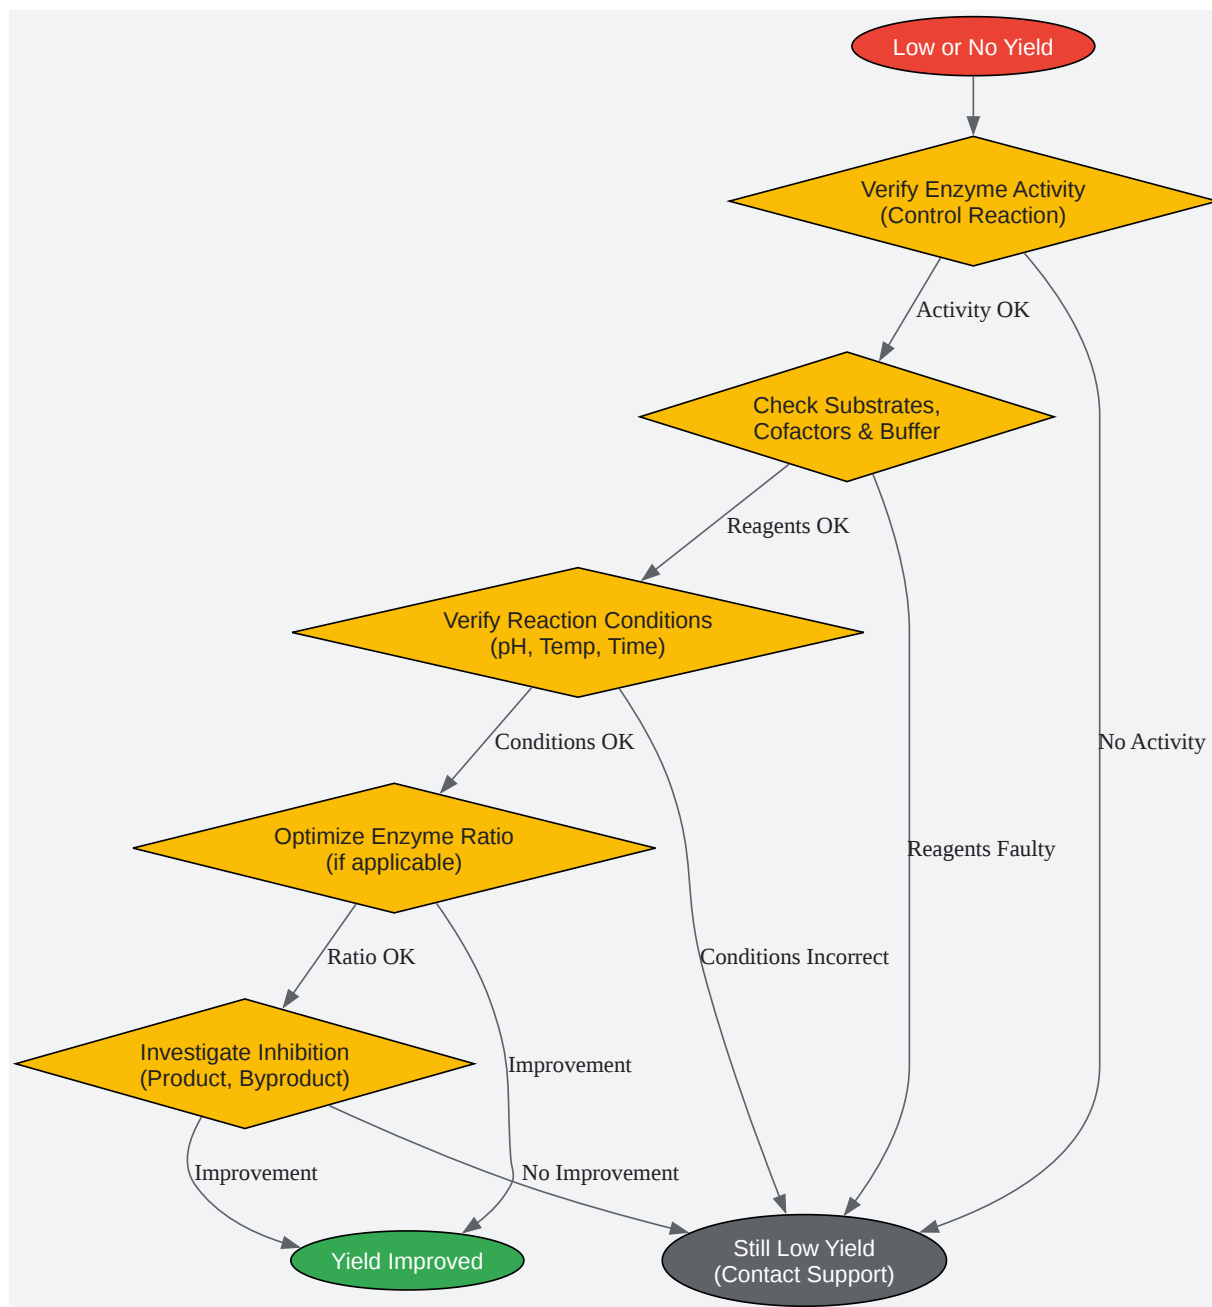 Low or No Yield
Verify Enzyme Activity
(Control Reaction)
Activity OK
Check Substrates,
Cofactors & Buffer
Reagents OK
Verify Reaction Conditions
(pH, Temp, Time)
Conditions OK
No Activity
Optimize Enzyme Ratio
(if applicable)
Reagents Faulty
Ratio OK
Conditions Incorrect
Investigate Inhibition
(Product, Byproduct)
Improvement
Improvement
No Improvement
Yield Improved
Still Low Yield
(Contact Support)